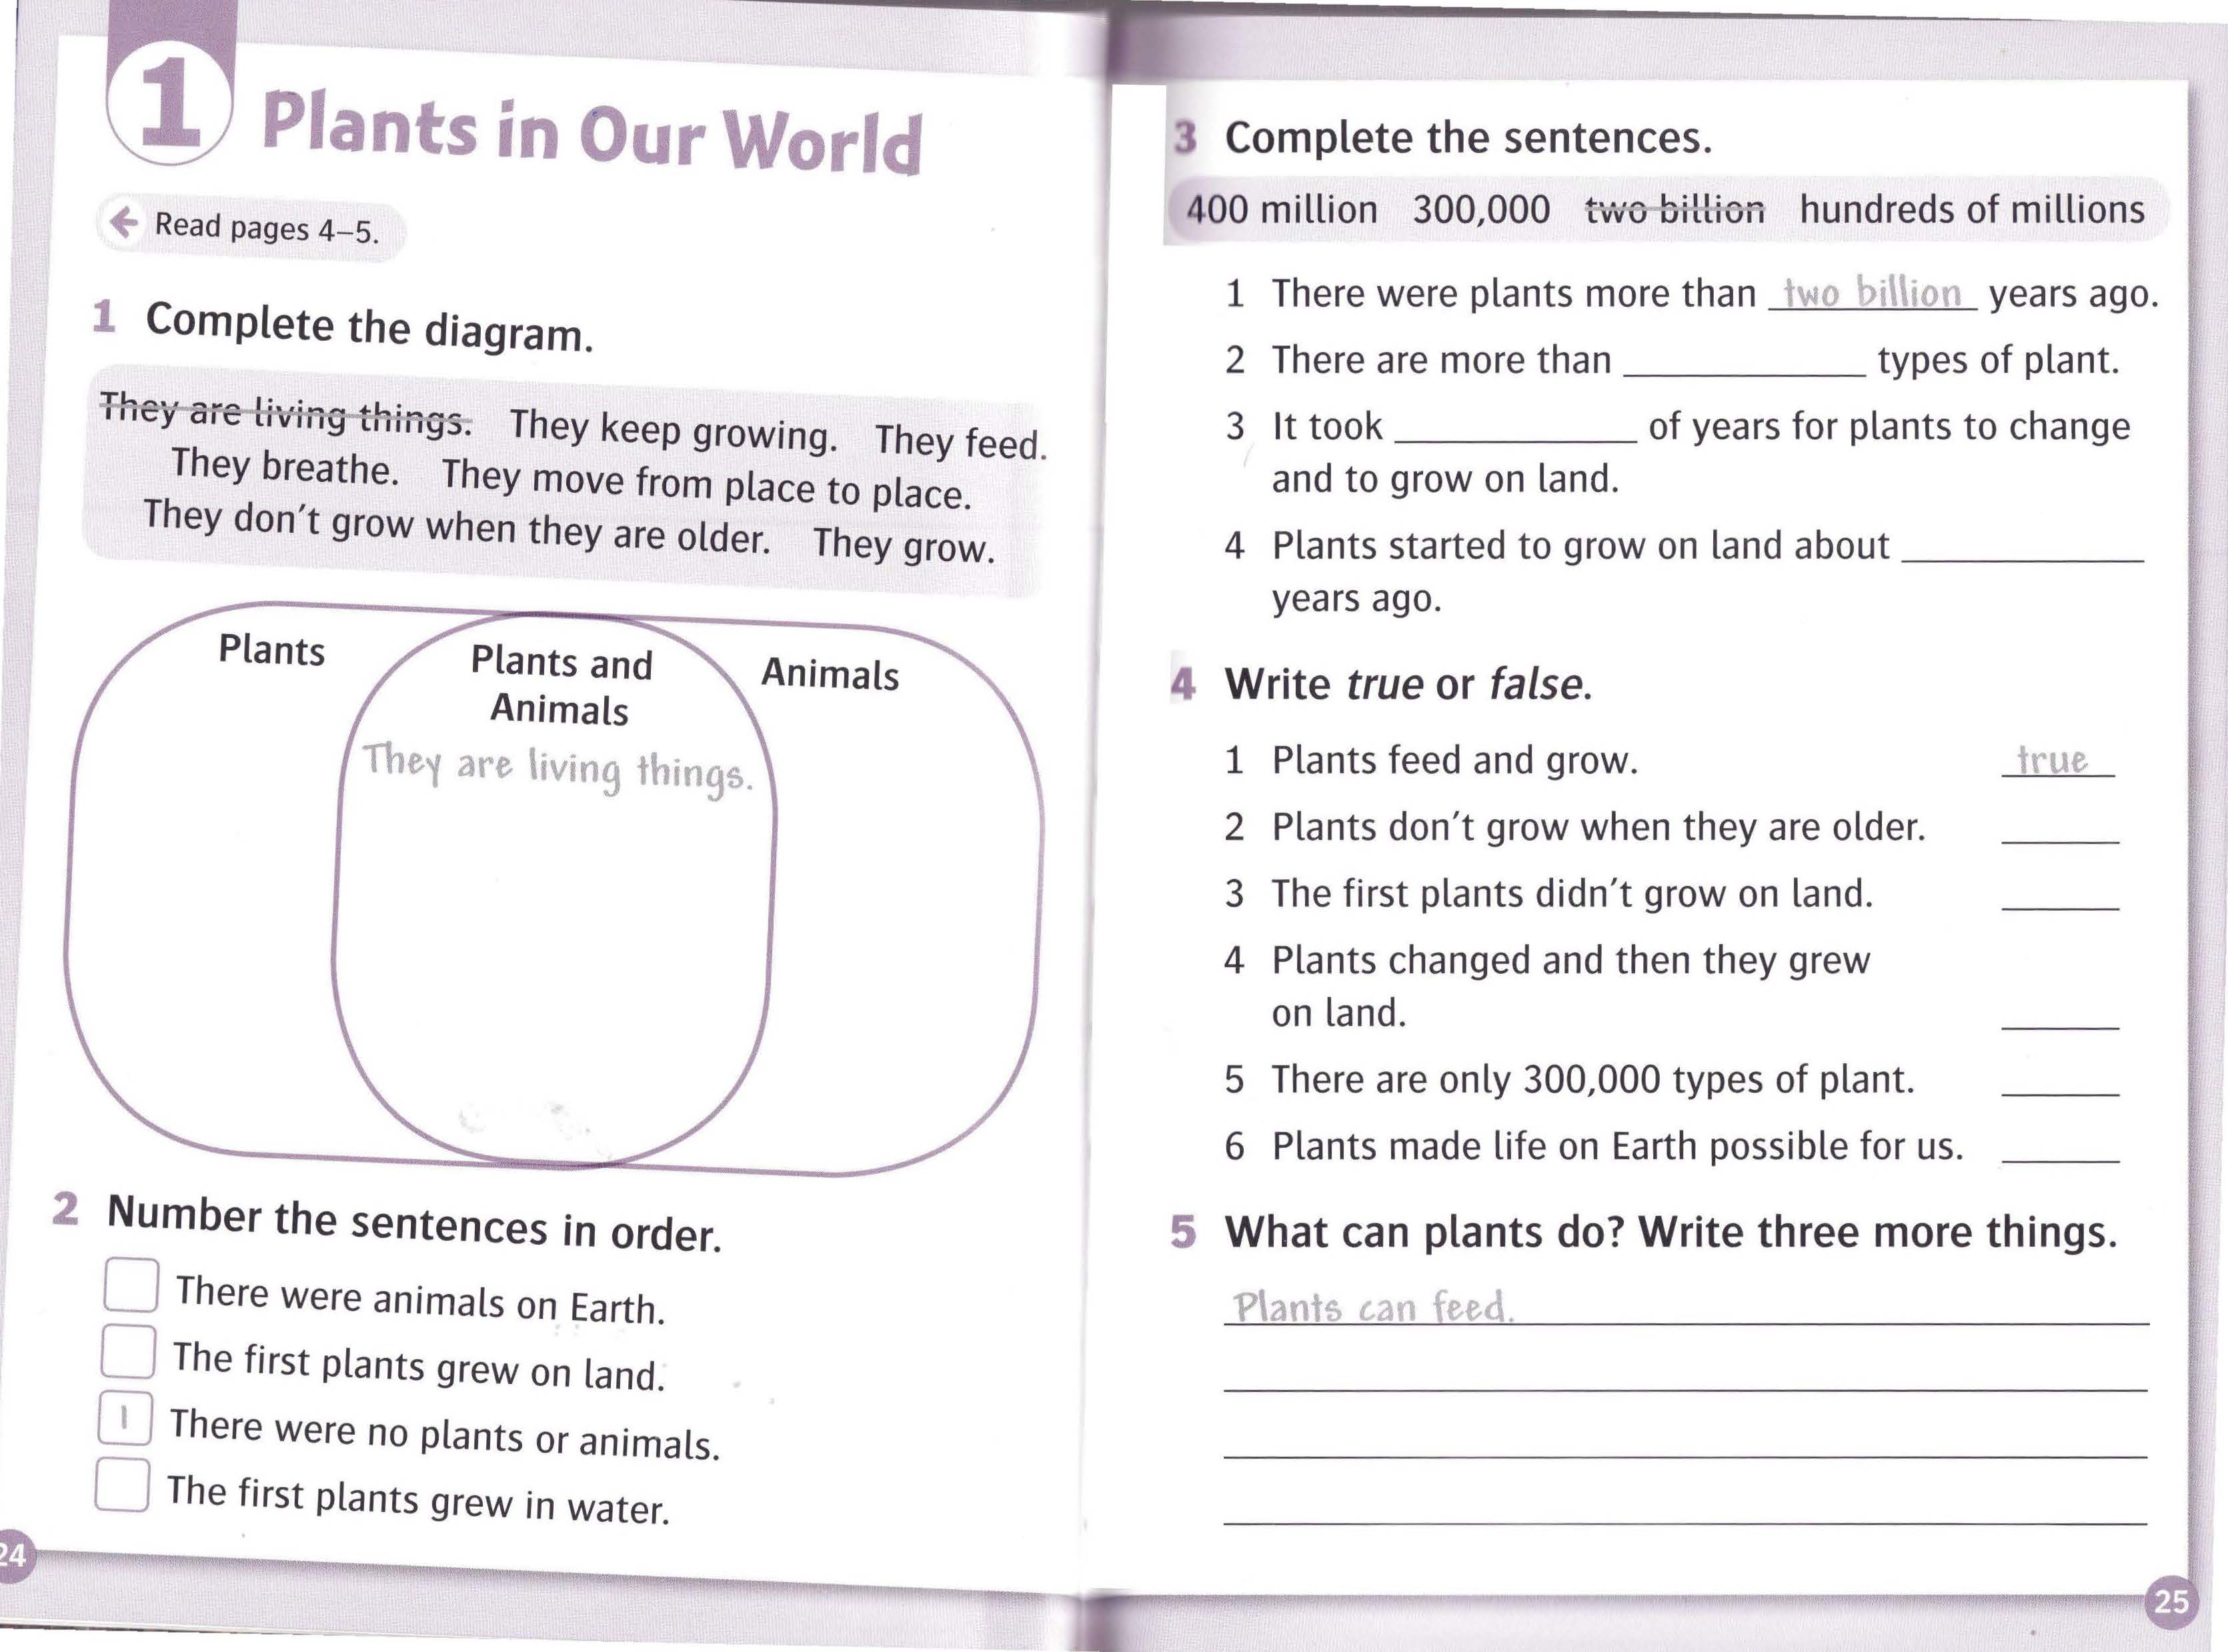 1 Plants in Our World
← Read pages 4–5.
1 Complete the diagram.
They are living things. They keep growing. They feed.
They breathe. They move from place to place.
They don't grow when they are older. They grow.
Plants
Plants and
Animals
Animals
They are living things.
2 Number the sentences in order.
There were animals on Earth.
The first plants grew on land.
1 There were no plants or animals.
The first plants grew in water.
24
3 Complete the sentences.
400 million 300,000 two billion hundreds of millions
1 There were plants more than two billion years ago.
2 There are more than ____________ types of plant.
3 It took ____________ of years for plants to change
and to grow on land.
4 Plants started to grow on land about ____________
years ago.
4 Write true or false.
1 Plants feed and grow. true
2 Plants don't grow when they are older. ______
3 The first plants didn't grow on land. ______
4 Plants changed and then they grew
on land. ______
5 There are only 300,000 types of plant. ______
6 Plants made life on Earth possible for us. ______
5 What can plants do? Write three more things.
Plants can feed.
25